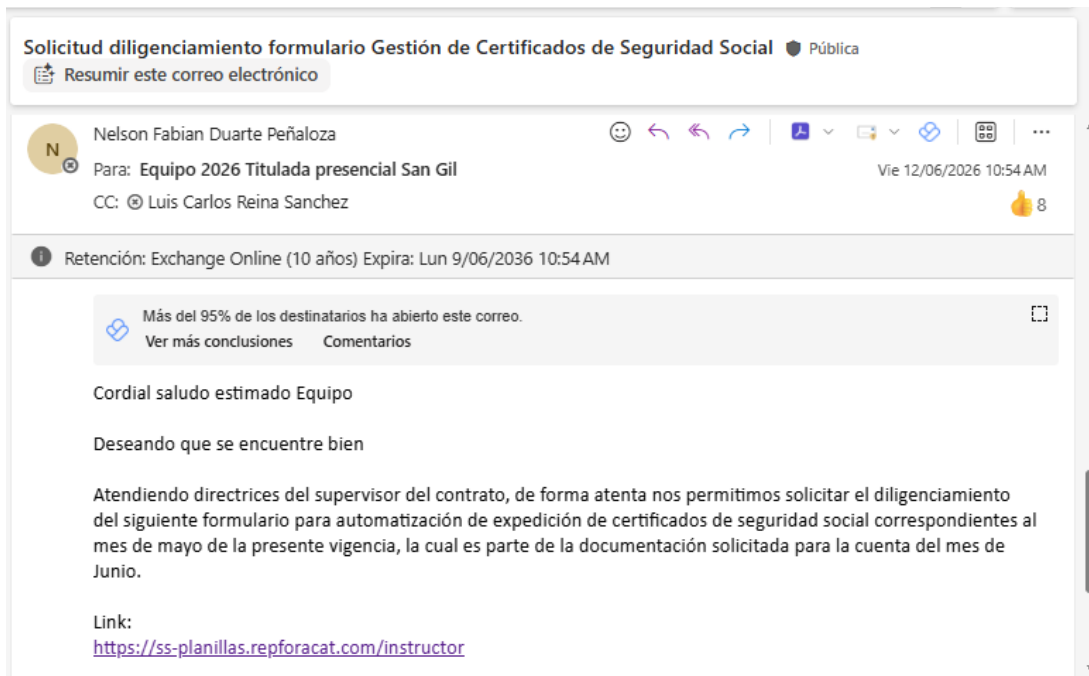 Solicitud diligenciamiento formulario Gestión de Certificados de Seguridad Social Pública
Resumir este correo electrónico
N
Nelson Fabian Duarte Peñaloza
Para: Equipo 2026 Titulada presencial San Gil
Vie 12/06/2026 10:54 AM
CC: Luis Carlos Reina Sanchez
8
Retención: Exchange Online (10 años) Expira: Lun 9/06/2036 10:54 AM
Más del 95% de los destinatarios ha abierto este correo.
Ver más conclusiones Comentarios
Cordial saludo estimado Equipo
Deseando que se encuentre bien
Atendiendo directrices del supervisor del contrato, de forma atenta nos permitimos solicitar el diligenciamiento
del siguiente formulario para automatización de expedición de certificados de seguridad social correspondientes al
mes de mayo de la presente vigencia, la cual es parte de la documentación solicitada para la cuenta del mes de
Junio.
Link:
https://ss-planillas.repforacat.com/instructor